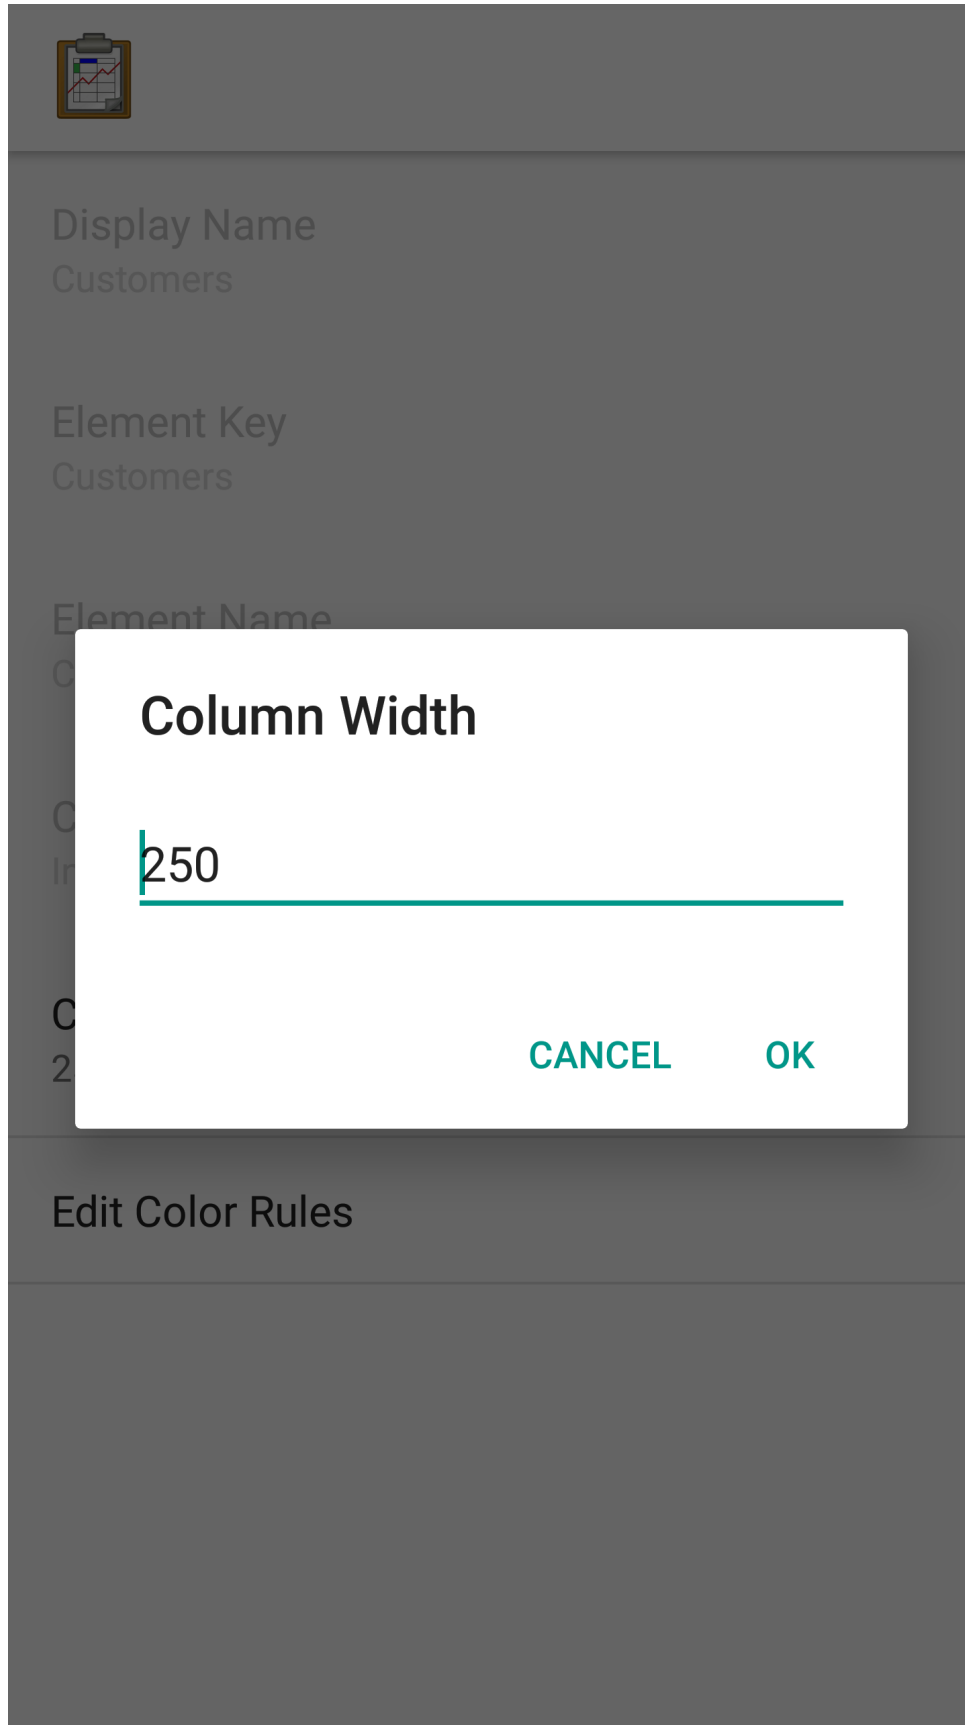 Display Name
Customers
Element Key
Customers
Element Name
Column Width
250
CANCEL
OK
Edit Color Rules